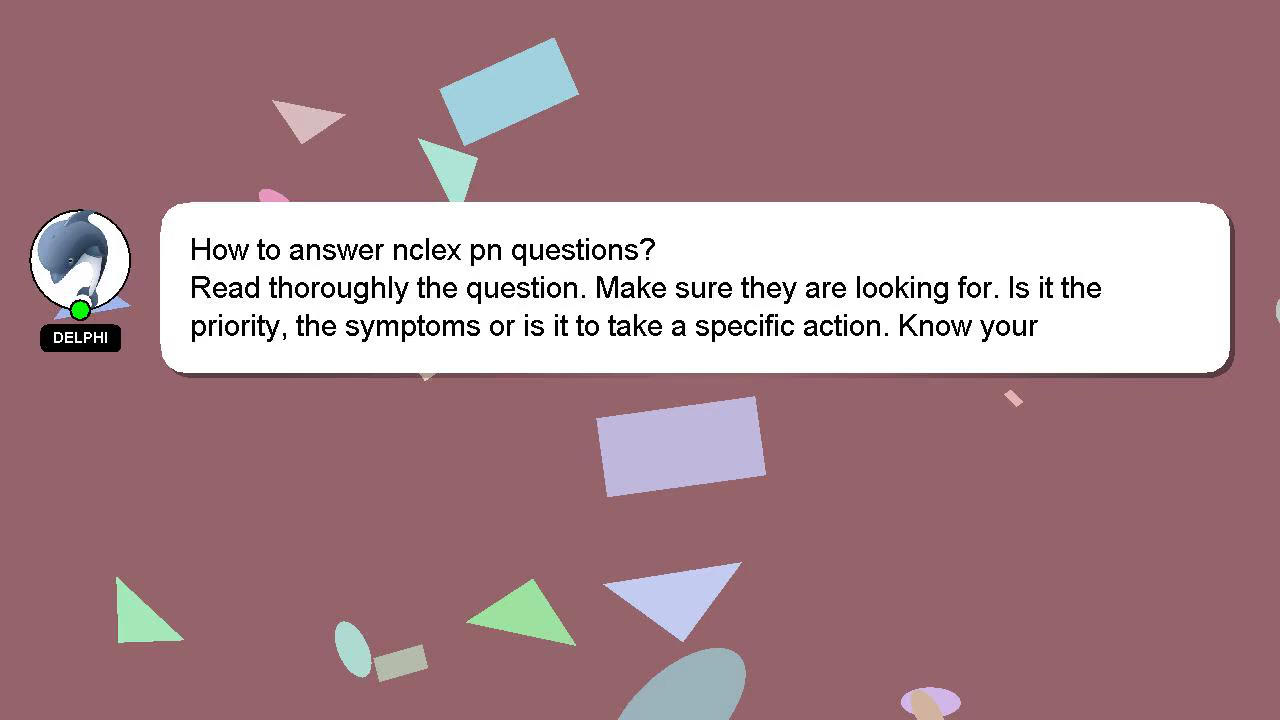 How to answer nclex pn questions?
Read thoroughly the question. Make sure they are looking for. Is it the
priority, the symptoms or is it to take a specific action. Know your
DELPHI